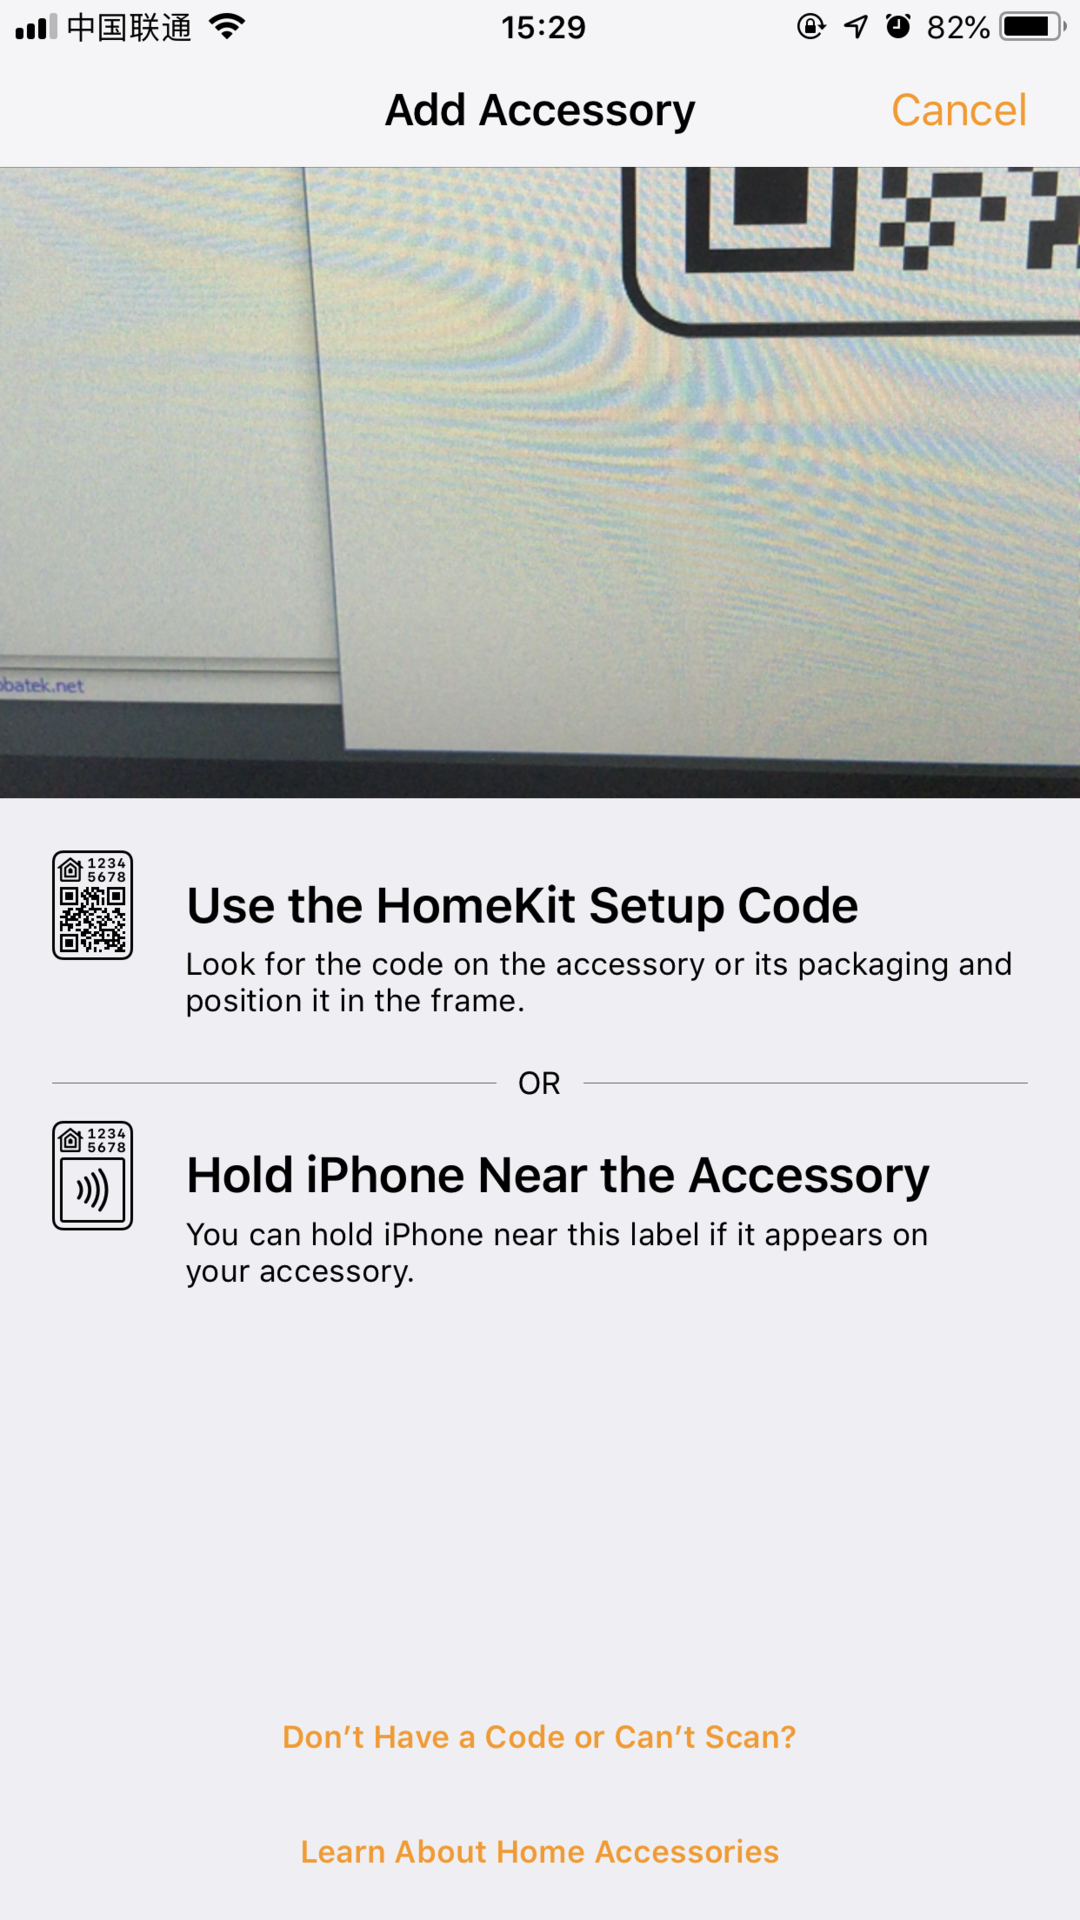 中国联通
15:29
82%
Add Accessory
Cancel
batek.net
1234
5678
Use the HomeKit Setup Code
Look for the code on the accessory or its packaging and
position it in the frame.
OR
1234
5678
Hold iPhone Near the Accessory
You can hold iPhone near this label if it appears on
your accessory.
Don’t Have a Code or Can’t Scan?
Learn About Home Accessories